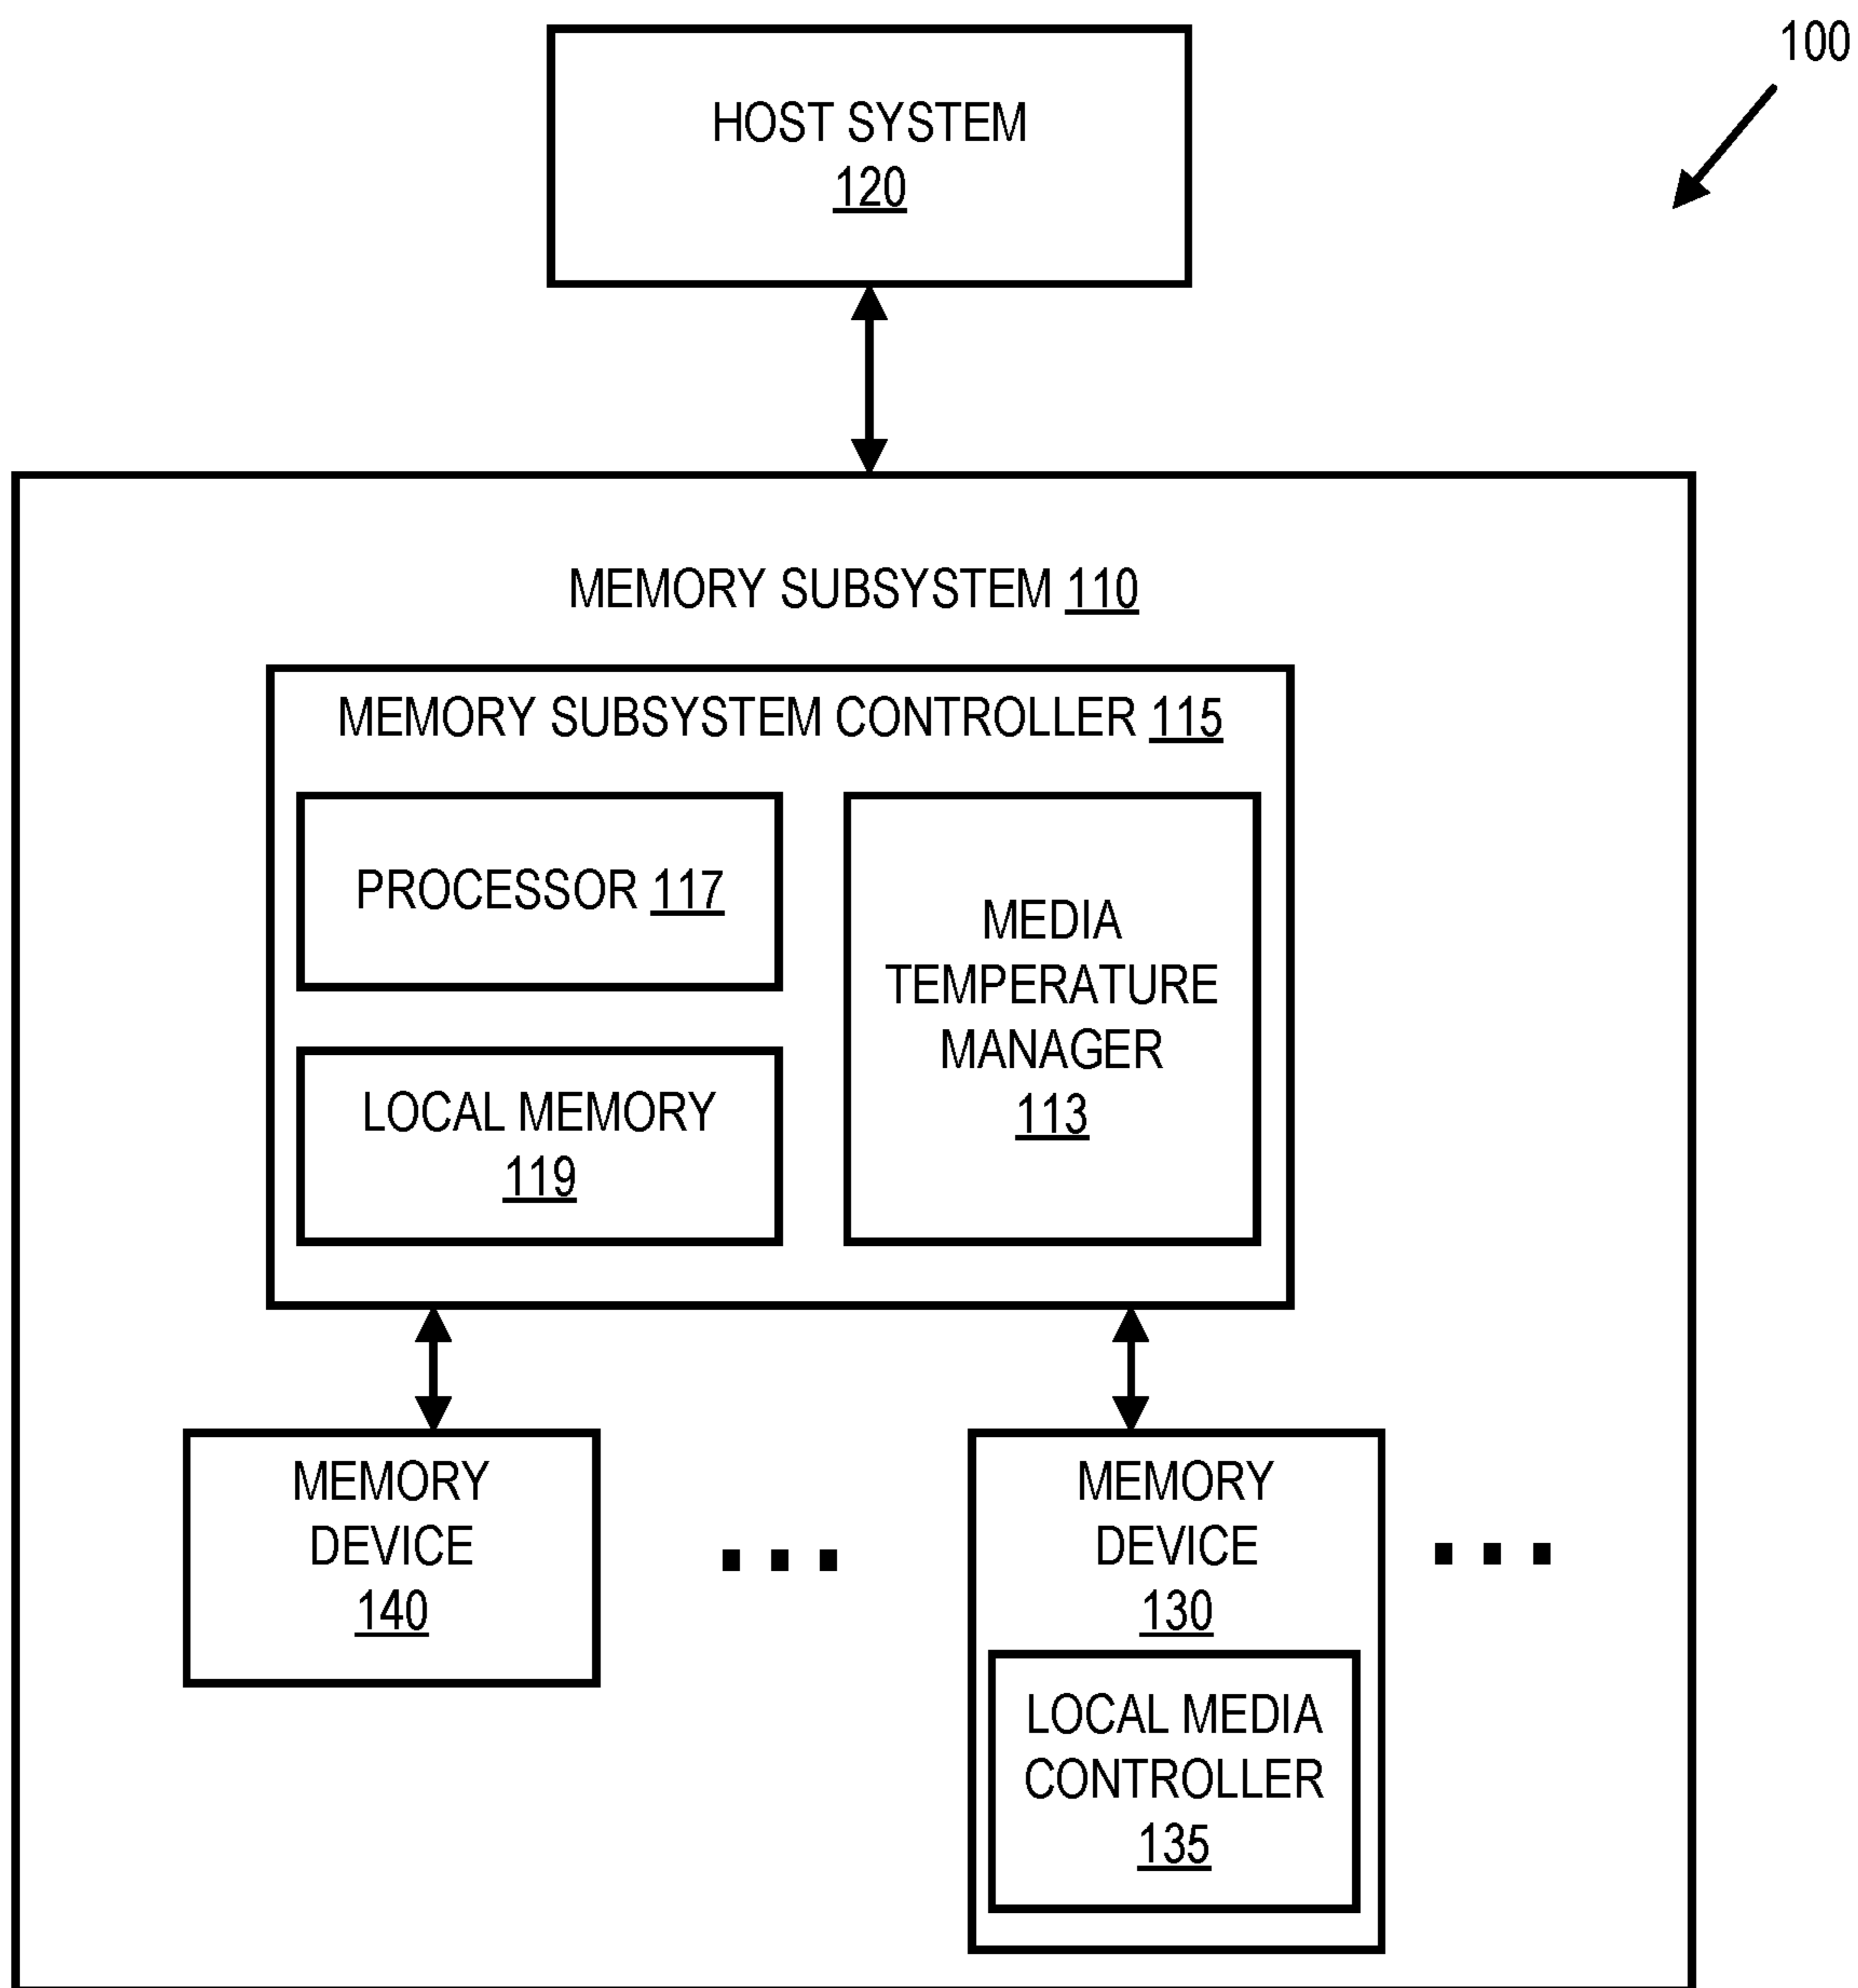 100
HOST SYSTEM
120
MEMORY SUBSYSTEM 110
MEMORY SUBSYSTEM CONTROLLER 115
PROCESSOR 117
LOCAL MEMORY
119
MEDIA
TEMPERATURE
MANAGER
113
MEMORY
DEVICE
140
...
MEMORY
DEVICE
130
LOCAL MEDIA
CONTROLLER
135
...